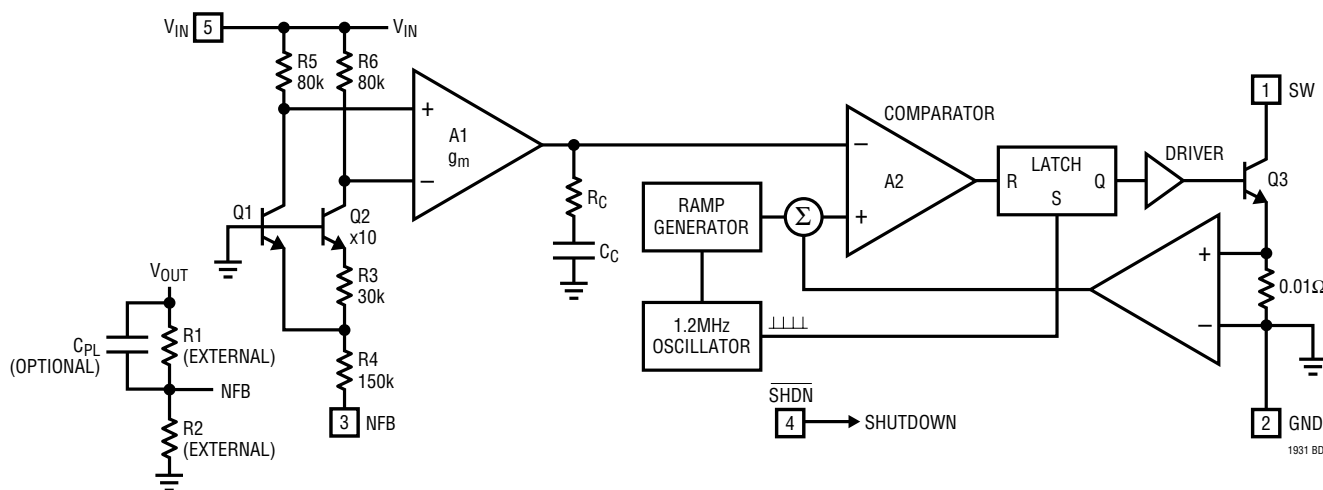 VIN 5 VIN
R5
80k
R6
80k
+
A1
gm
−
Q1
Q2
x10
R3
30k
R4
150k
3 NFB
VOUT
CPL
(OPTIONAL)
R1
(EXTERNAL)
NFB
R2
(EXTERNAL)
RC
CC
COMPARATOR
−
A2
+
RAMP
GENERATOR
Σ
1.2MHz
OSCILLATOR
SHDN
4 SHUTDOWN
LATCH
R Q
S
DRIVER
1 SW
Q3
+
0.01Ω
−
2 GND
1931 BD